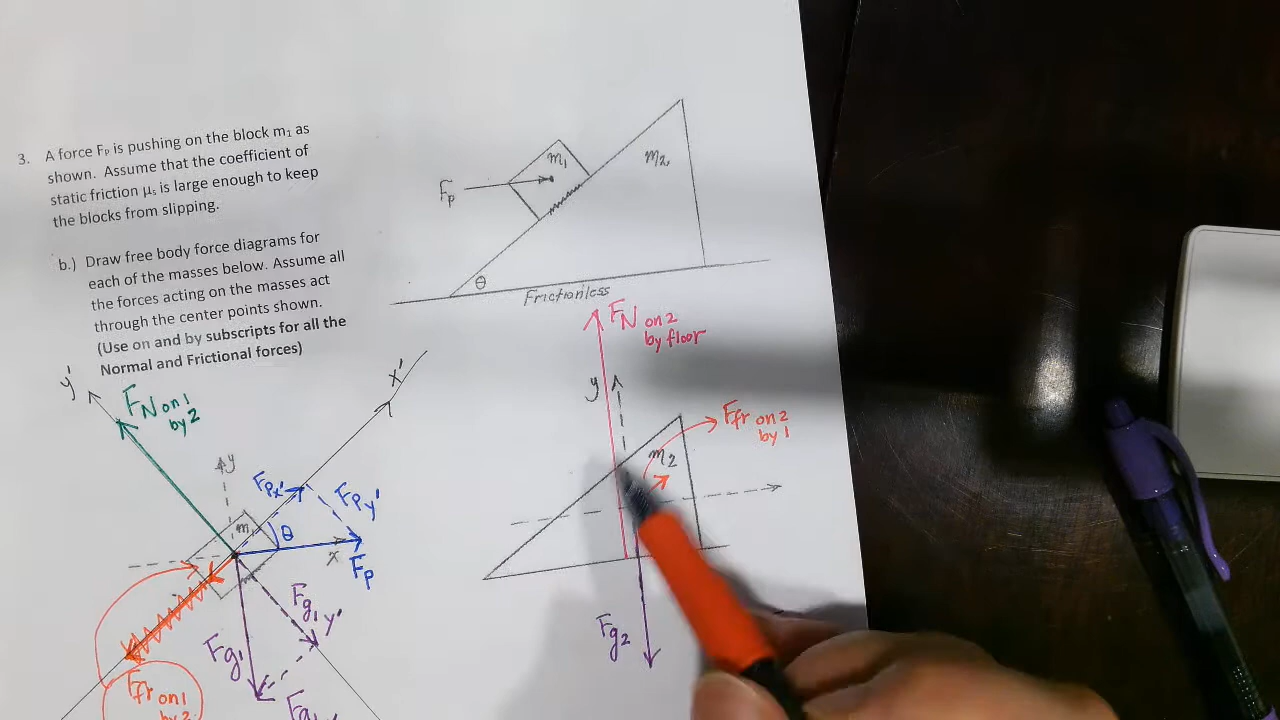 3. A force Fₚ is pushing on the block m₁ as
shown. Assume that the coefficient of
static friction μₛ is large enough to keep
the blocks from slipping.
b.) Draw free body force diagrams for
each of the masses below. Assume all
the forces acting on the masses act
through the center points shown.
(Use on and by subscripts for all the
Normal and Frictional forces)
m₁
m₂
Fp
θ
Frictionless
FN on 2
by floor
y
Ffr on 2
by 1
m₂
Fg₂
y'
x'
FN on 1
by 2
y
Fpx'
Fpy'
m
θ
x
Fp
Fg₁y'
Fg₁
Ffr on 1
by 2